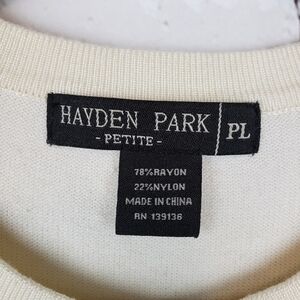 HAYDEN PARK
- PETITE -
PL
78%RAYON
22%NYLON
MADE IN CHINA
RN 139136